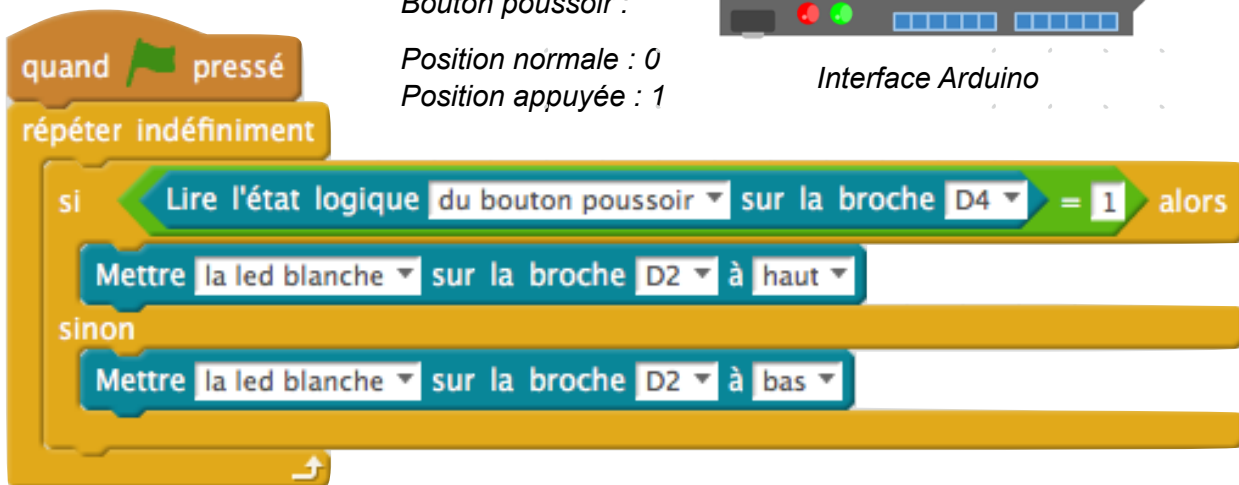 Bouton poussoir :
Position normale : 0
Position appuyée : 1
Interface Arduino
quand pressé
répéter indéfiniment
si Lire l'état logique du bouton poussoir sur la broche D4 = 1 alors
Mettre la led blanche sur la broche D2 à haut
sinon
Mettre la led blanche sur la broche D2 à bas